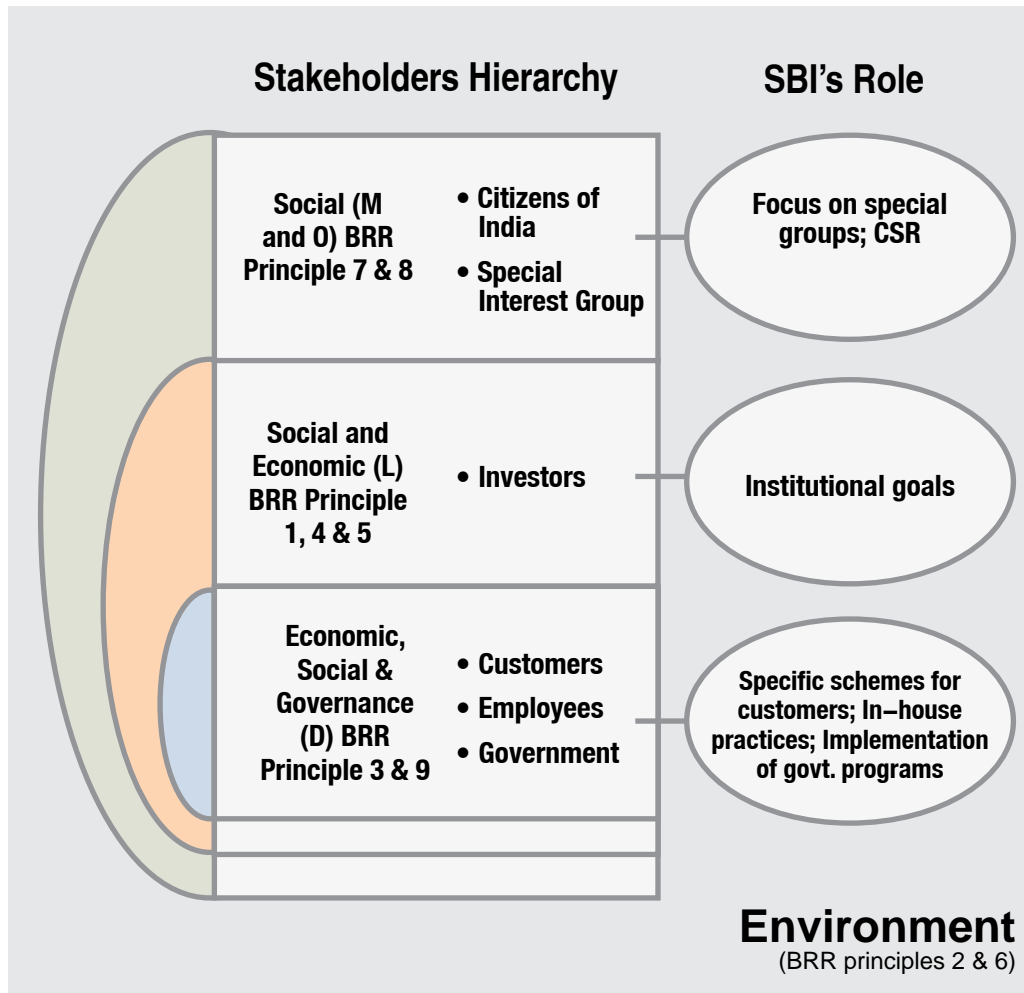 Stakeholders Hierarchy
SBI's Role
Social (M
and O) BRR
Principle 7 & 8
• Citizens of
India
• Special
Interest Group
Focus on special
groups; CSR
Social and
Economic (L)
BRR Principle
1, 4 & 5
• Investors
Institutional goals
Economic,
Social &
Governance
(D) BRR
Principle 3 & 9
• Customers
• Employees
• Government
Specific schemes for
customers; In–house
practices; Implementation
of govt. programs
Environment
(BRR principles 2 & 6)